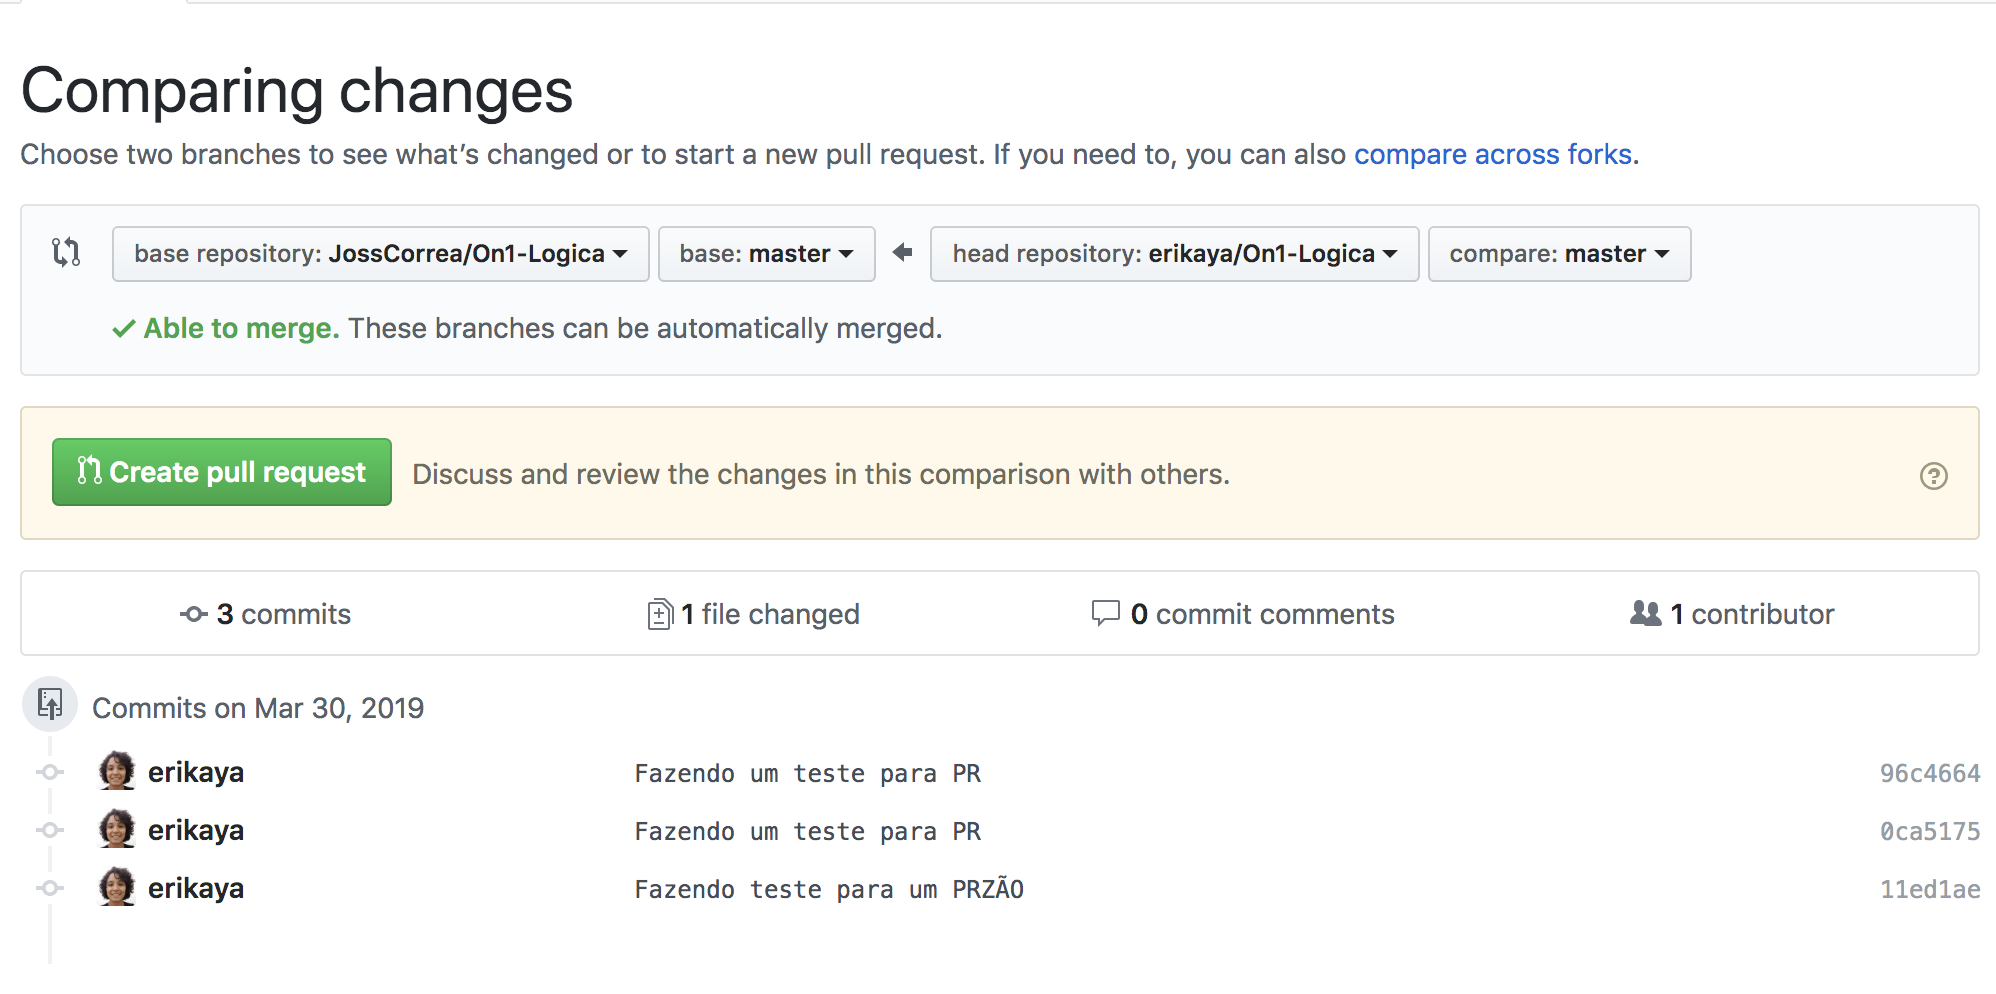 Comparing changes
Choose two branches to see what’s changed or to start a new pull request. If you need to, you can also compare across forks.
base repository: JossCorrea/On1-Logica base: master head repository: erikaya/On1-Logica compare: master
Able to merge. These branches can be automatically merged.
Create pull request Discuss and review the changes in this comparison with others. ?
3 commits 1 file changed 0 commit comments 1 contributor
Commits on Mar 30, 2019
erikaya Fazendo um teste para PR 96c4664
erikaya Fazendo um teste para PR 0ca5175
erikaya Fazendo teste para um PRZÃO 11ed1ae